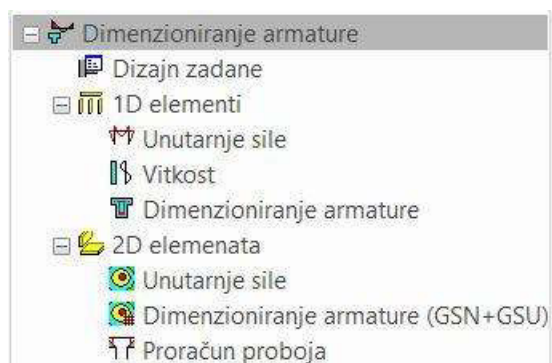 Dimenzioniranje armature
Dizajn zadane
1D elementi
Unutarnje sile
Vitkost
Dimenzioniranje armature
2D elemenata
Unutarnje sile
Dimenzioniranje armature (GSN+GSU)
Proračun proboja